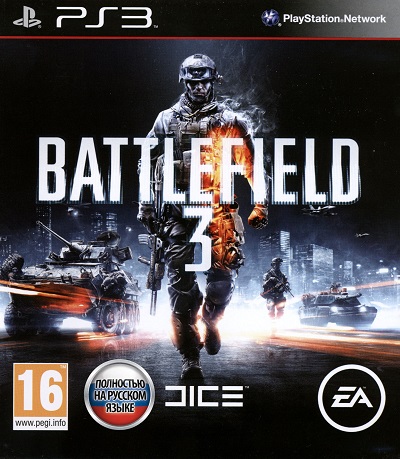 PS3
PlayStation®Network
BATTLEFIELD
3
16
www.pegi.info
ПОЛНОСТЬЮ
НА РУССКОМ
ЯЗЫКЕ
DICE
EA